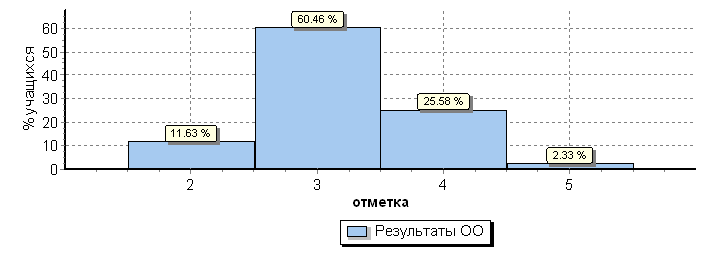 % учащихся
60
50
40
30
20
10
0
11.63 %
60.46 %
25.58 %
2.33 %
2 3 4 5
отметка
Результаты ОО